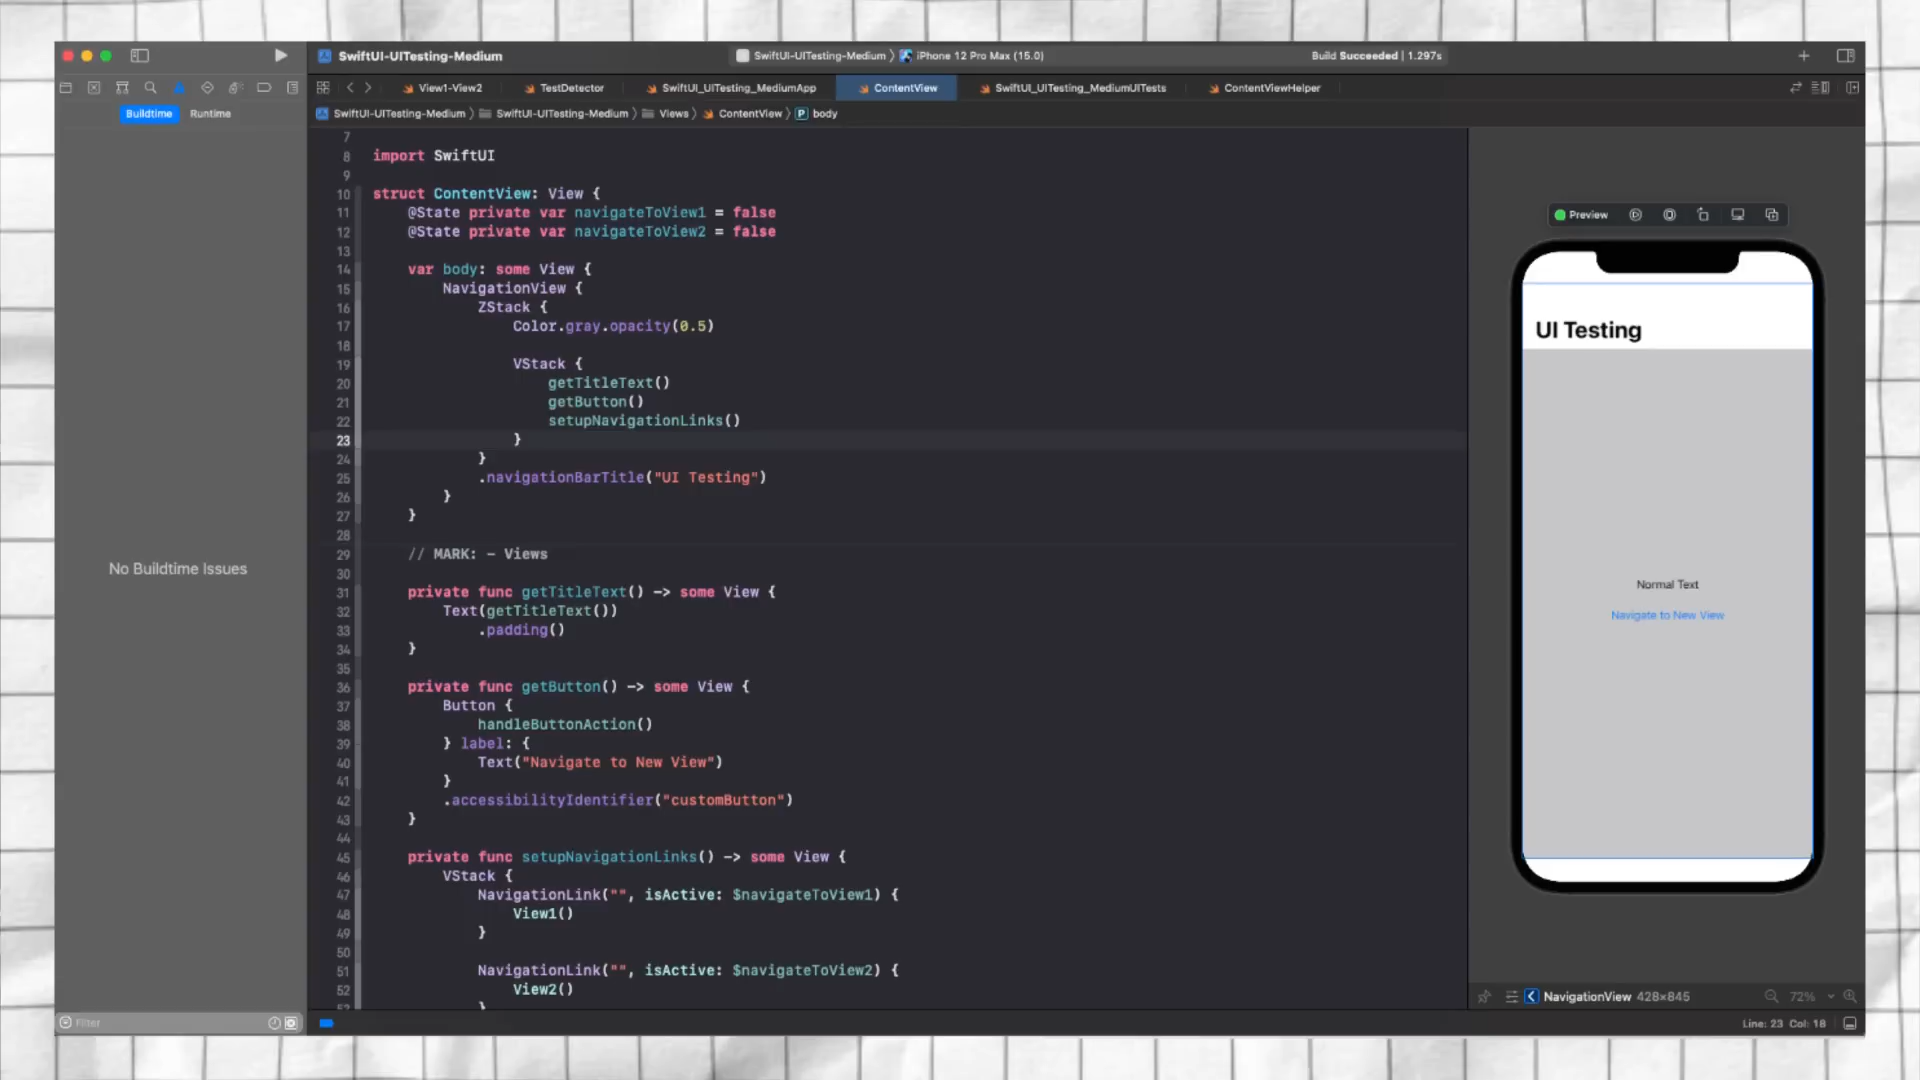 SwiftUI-UITesting-Medium
SwiftUI-UITesting-Medium 〉 iPhone 12 Pro Max (15.0)
Build Succeeded | 1.297s
View1-View2
TestDetector
SwiftUI_UITesting_MediumApp
ContentView
SwiftUI_UITesting_MediumUITests
ContentViewHelper
Buildtime
Runtime
SwiftUI-UITesting-Medium 〉 SwiftUI-UITesting-Medium 〉 Views 〉 ContentView 〉 P body
7
8 import SwiftUI
9
10 struct ContentView: View {
11 @State private var navigateToView1 = false
12 @State private var navigateToView2 = false
13
14 var body: some View {
15 NavigationView {
16 ZStack {
17 Color.gray.opacity(0.5)
18
19 VStack {
20 getTitleText()
21 getButton()
22 setupNavigationLinks()
23 }
24 }
25 .navigationBarTitle("UI Testing")
26 }
27 }
28
29 // MARK: - Views
30
31 private func getTitleText() -> some View {
32 Text(getTitleText())
33 .padding()
34 }
35
36 private func getButton() -> some View {
37 Button {
38 handleButtonAction()
39 } label: {
40 Text("Navigate to New View")
41 }
42 .accessibilityIdentifier("customButton")
43 }
44
45 private func setupNavigationLinks() -> some View {
46 VStack {
47 NavigationLink("", isActive: $navigateToView1) {
48 View1()
49 }
50
51 NavigationLink("", isActive: $navigateToView2) {
52 View2()
No Buildtime Issues
Filter
Preview
UI Testing
Normal Text
Navigate to New View
NavigationView 428×845
72%
Line: 23 Col: 18